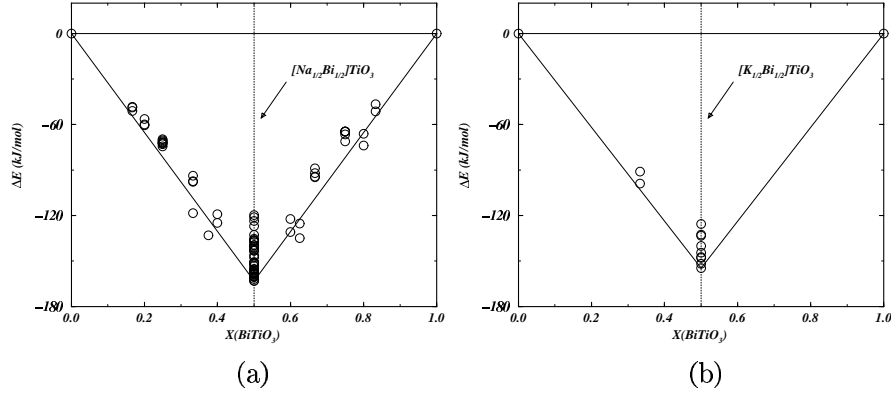 0
−60
−120
−180
ΔE (kJ/mol)
[Na1/2Bi1/2]TiO3
0.0 0.2 0.4 0.6 0.8 1.0
X(BiTiO3)
(a)
0
−60
−120
−180
ΔE (kJ/mol)
[K1/2Bi1/2]TiO3
0.0 0.2 0.4 0.6 0.8 1.0
X(BiTiO3)
(b)